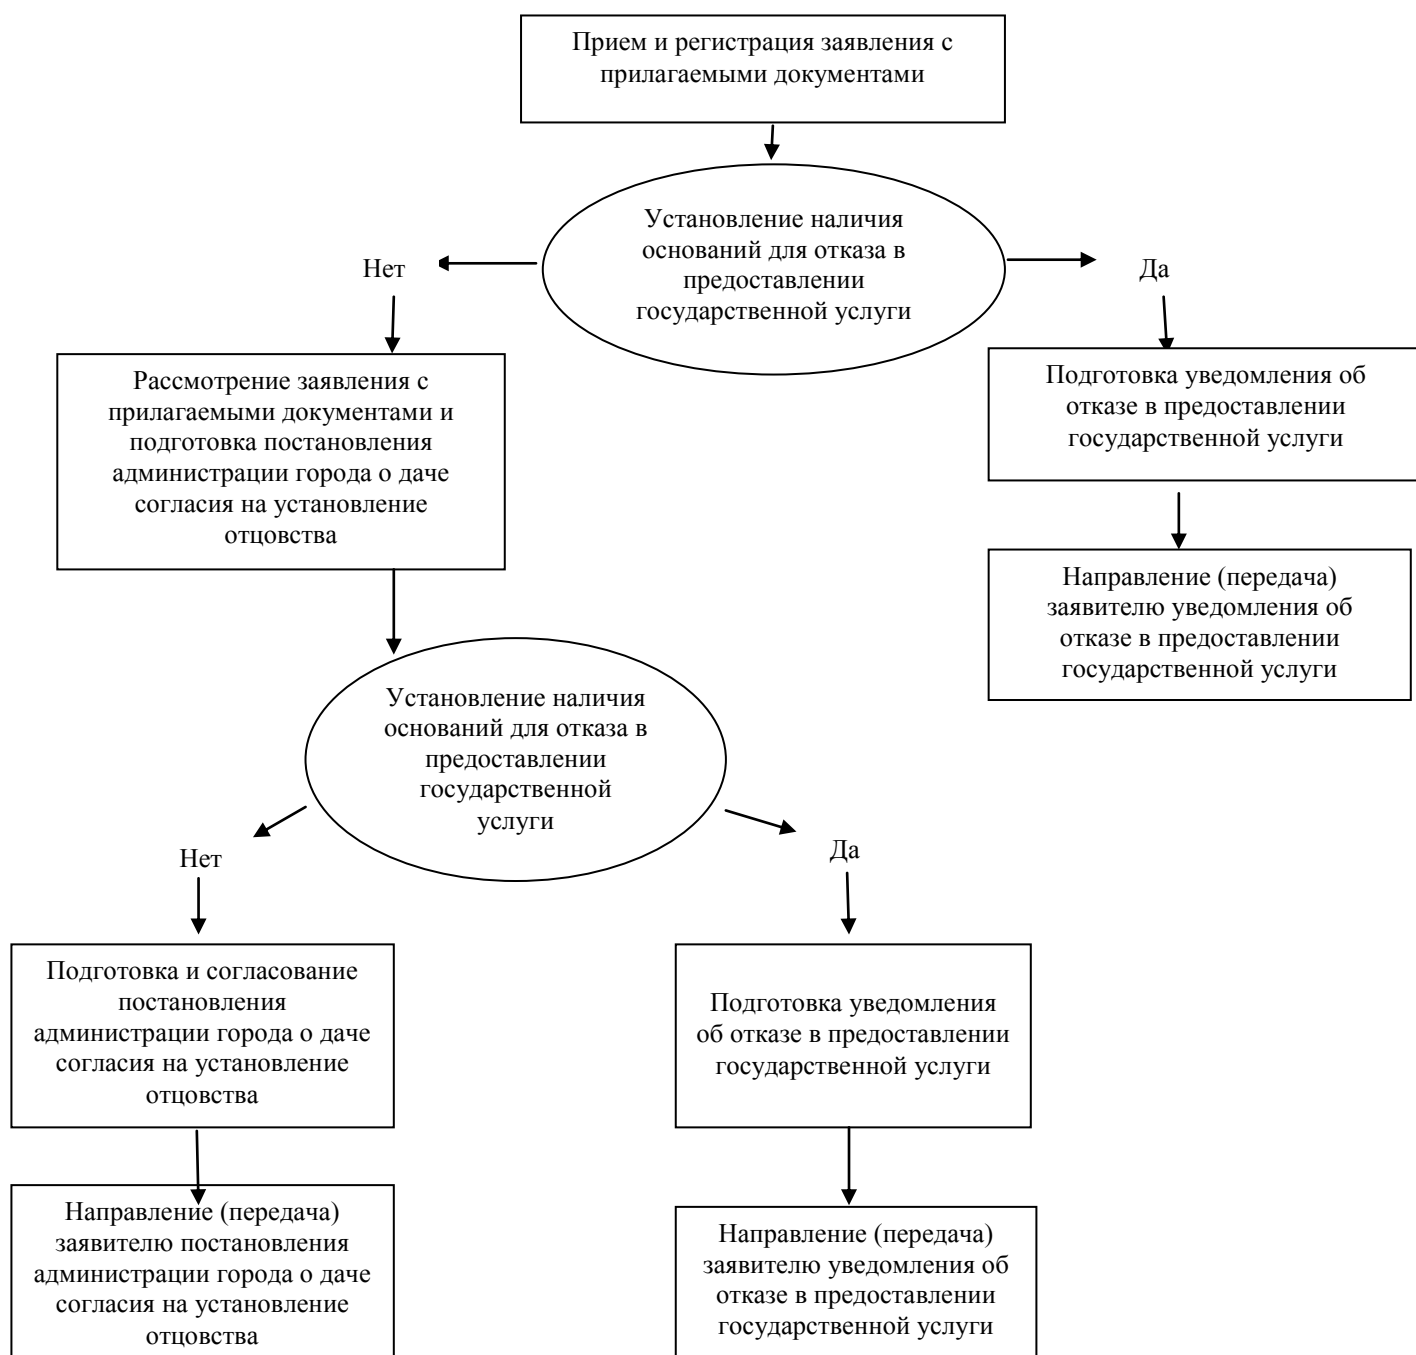 Прием и регистрация заявления с
прилагаемыми документами
Установление наличия
оснований для отказа в
предоставлении
государственной услуги
Нет
Да
Рассмотрение заявления с
прилагаемыми документами и
подготовка постановления
администрации города о даче
согласия на установление
отцовства
Подготовка уведомления об
отказе в предоставлении
государственной услуги
Направление (передача)
заявителю уведомления об
отказе в предоставлении
государственной услуги
Установление наличия
оснований для отказа в
предоставлении
государственной
услуги
Нет
Да
Подготовка и согласование
постановления
администрации города о даче
согласия на установление
отцовства
Подготовка уведомления
об отказе в предоставлении
государственной услуги
Направление (передача)
заявителю постановления
администрации города о даче
согласия на установление
отцовства
Направление (передача)
заявителю уведомления об
отказе в предоставлении
государственной услуги